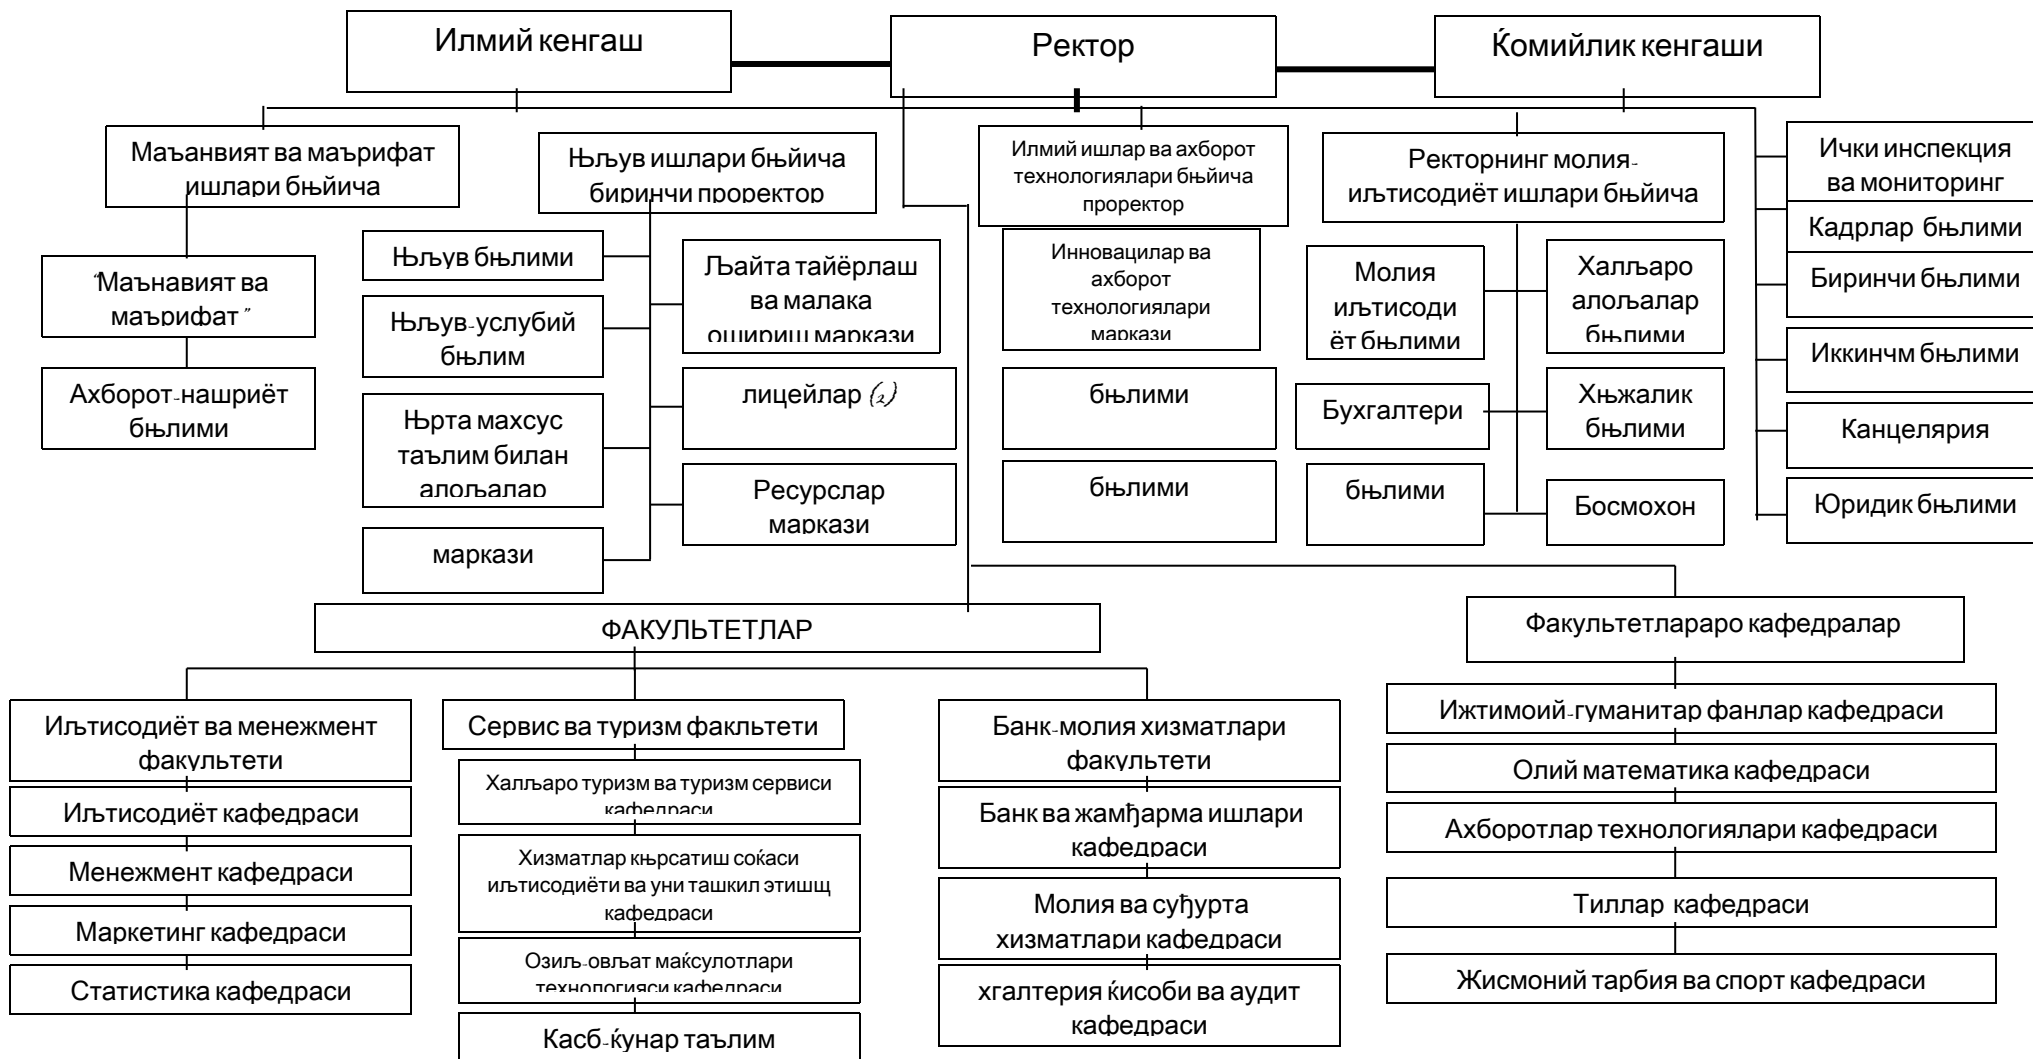 Илмий кенгаш
Ректор
Ќомийлик кенгаши
Маъанвият ва маърифат
ишлари бњйича
Њљув ишлари бњйича
биринчи проректор
Илмий ишлар ва ахборот
технологиялари бњйича
проректор
Ректорнинг молия-
иљтисодиёт ишлари бњйича
Ички инспекция
ва мониторинг
Кадрлар бњлими
Биринчи бњлими
Иккинчм бњлими
Канцелярия
Юридик бњлими
“Маънавият ва
маърифат”
Ахборот-нашриёт
бњлими
Њљув бњлими
Њљув-услубий
бњлим
Њрта махсус
таълим билан
алољалар
маркази
Љайта тайёрлаш
ва малака
ошириш маркази
лицейлар (2)
Ресурслар
маркази
Инновацилар ва
ахборот
технологиялари
маркази
бњлими
бњлими
Молия
иљтисоди
ёт бњлими
Бухгалтери
бњлими
Халљаро
алољалар
бњлими
Хњжалик
бњлими
Босмохон
ФАКУЛЬТЕТЛАР
Факультетлараро кафедралар
Иљтисодиёт ва менежмент
факультети
Иљтисодиёт кафедраси
Менежмент кафедраси
Маркетинг кафедраси
Статистика кафедраси
Сервис ва туризм факльтети
Халљаро туризм ва туризм сервиси
кафедраси
Хизматлар књрсатиш соќаси
иљтисодиёти ва уни ташкил этишщ
кафедраси
Озиљ-овљат маќсулотлари
технологияси кафедраси
Касб-ќунар таълим
Банк-молия хизматлари
факультети
Банк ва жамђарма ишлари
кафедраси
Молия ва суђурта
хизматлари кафедраси
хгалтерия ќисоби ва аудит
кафедраси
Ижтимоий-гуманитар фанлар кафедраси
Олий математика кафедраси
Ахборотлар технологиялари кафедраси
Тиллар кафедраси
Жисмоний тарбия ва спорт кафедраси